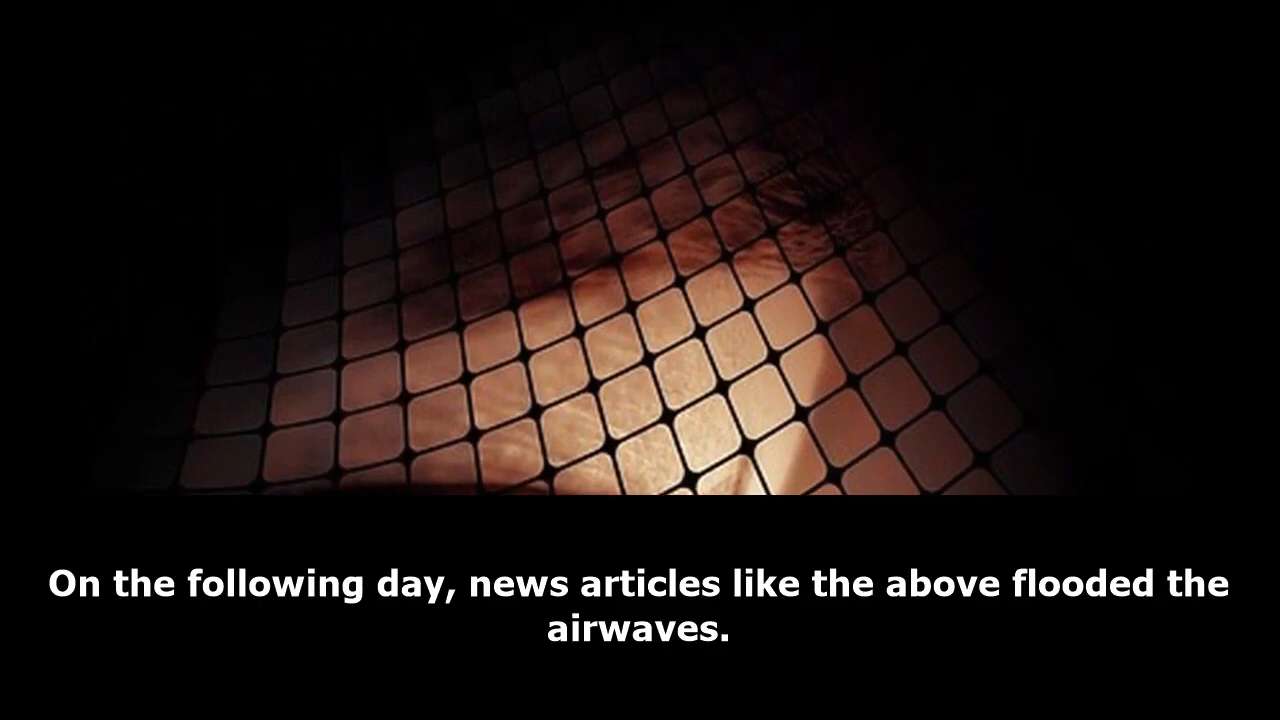 On the following day, news articles like the above flooded the
airwaves.